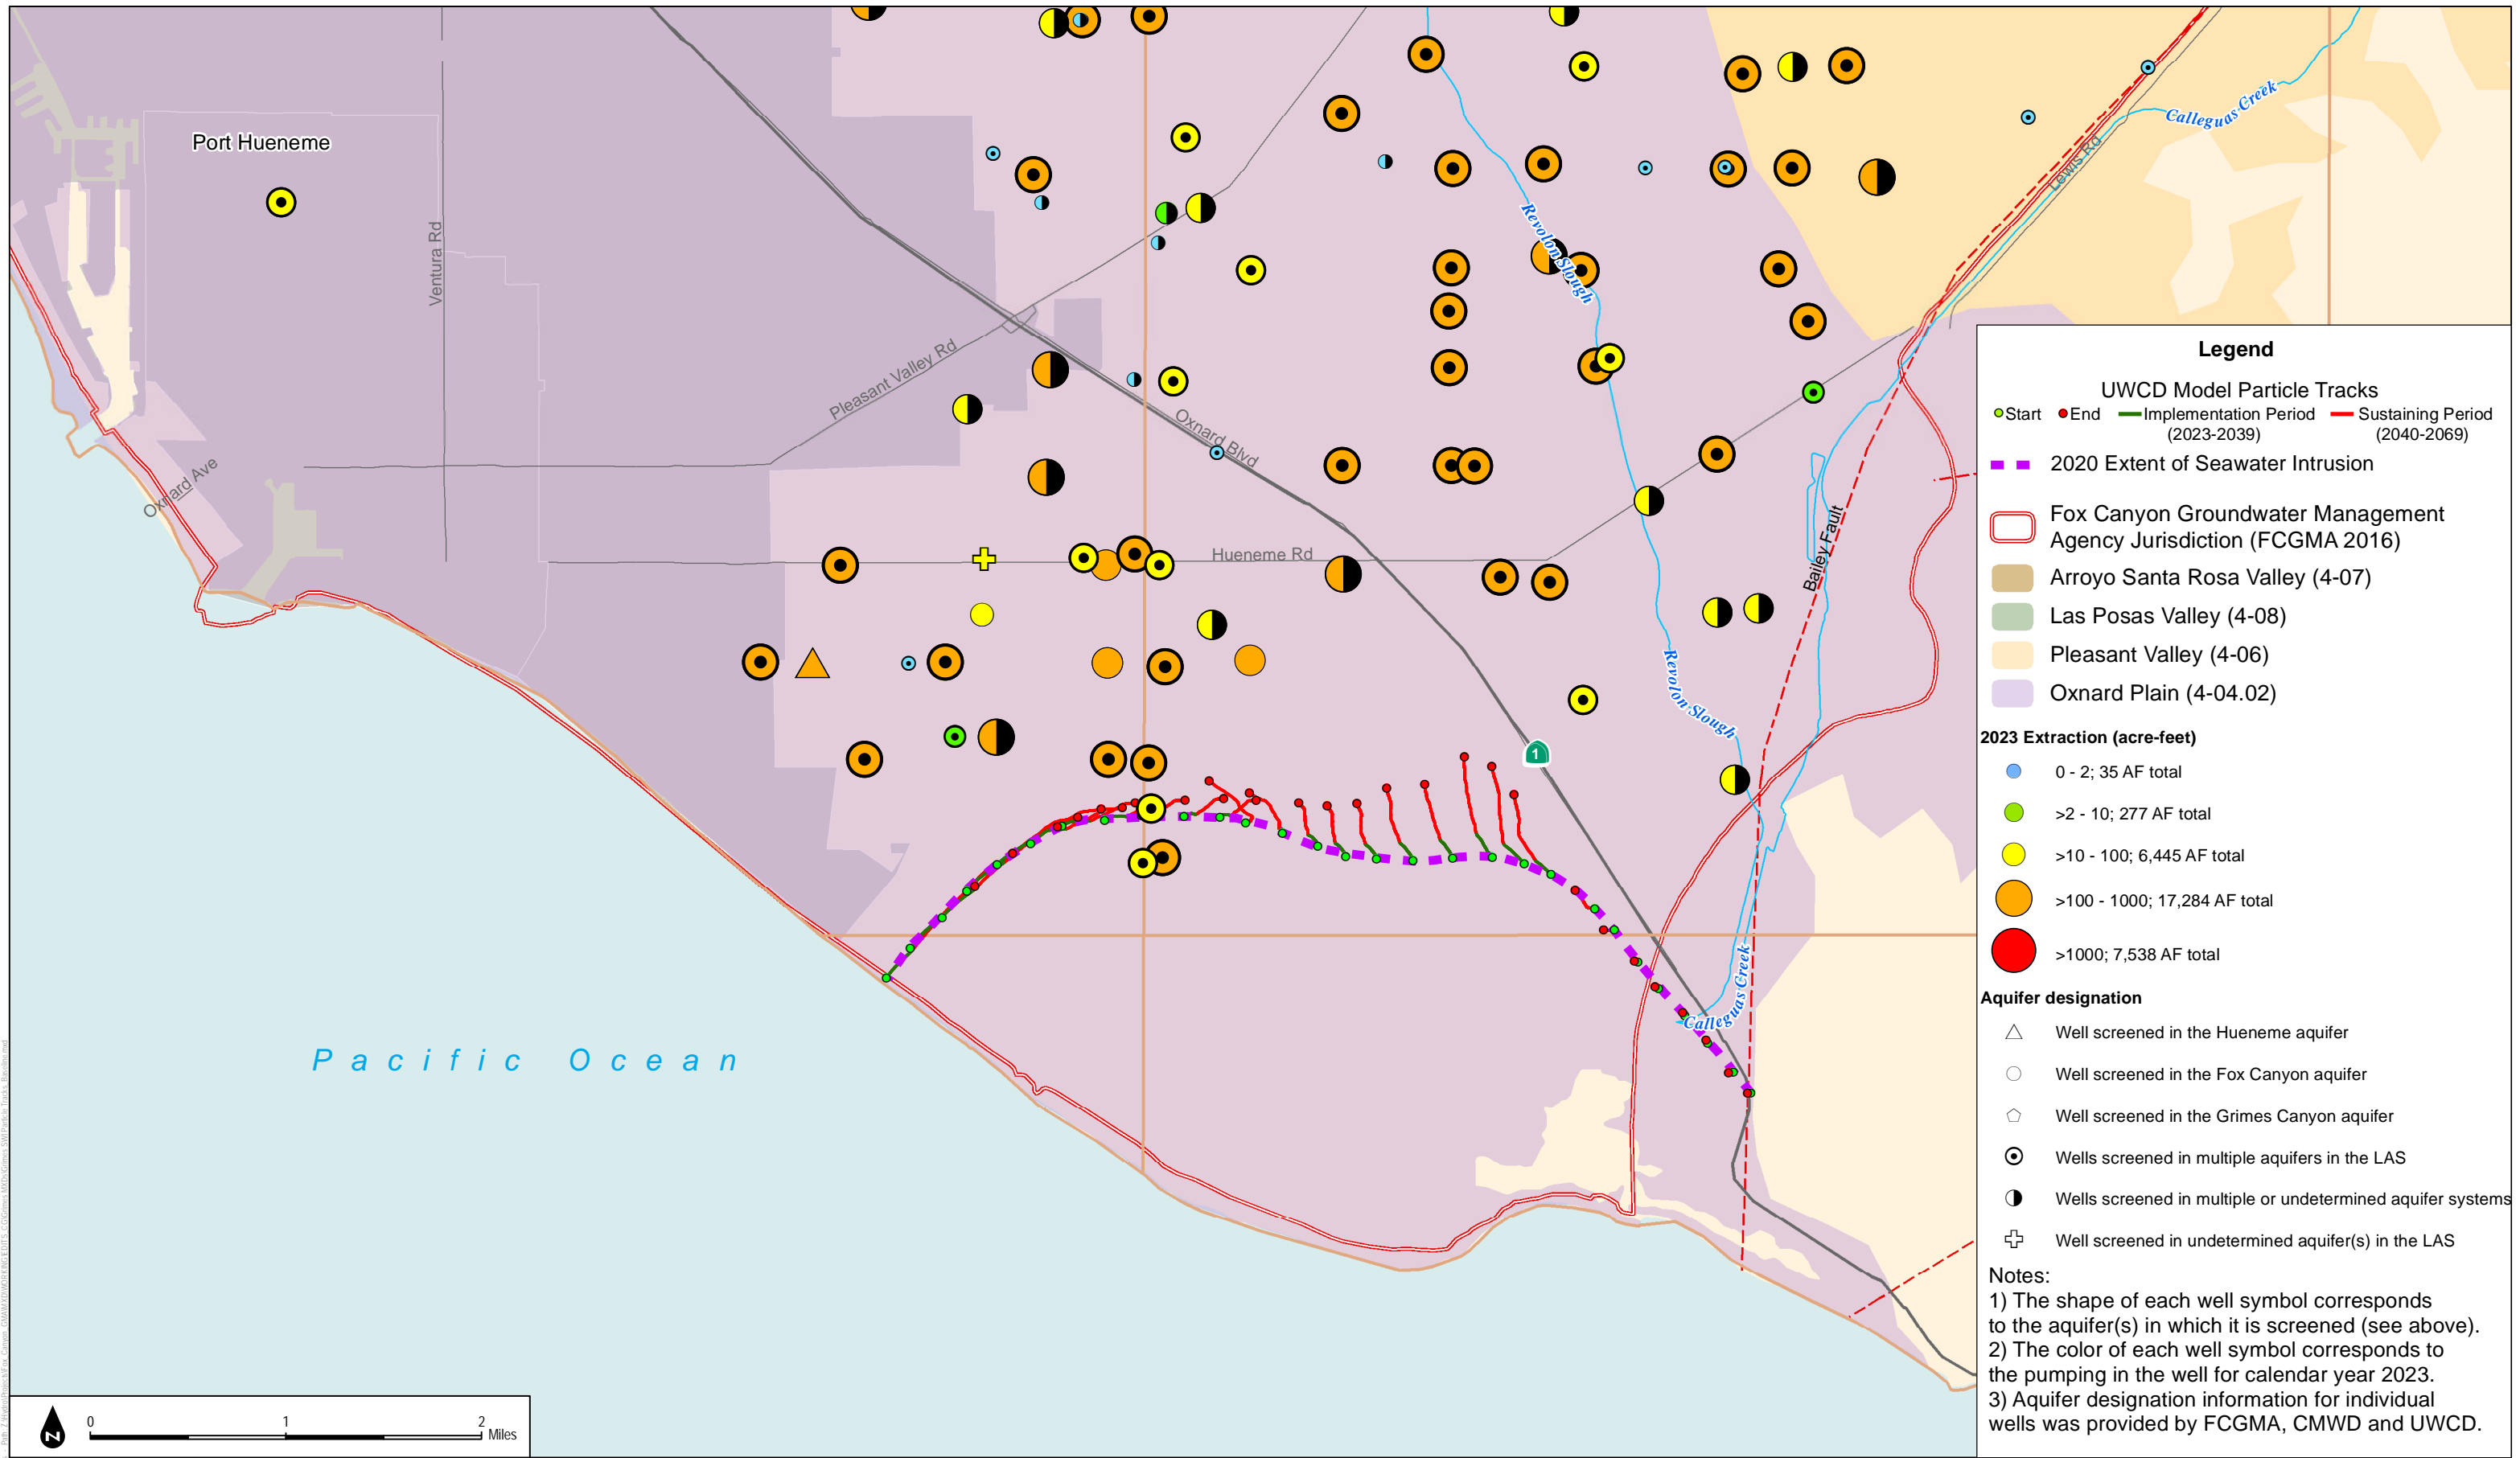 Port Hueneme
Ventura Rd
Oxnard Ave
Pleasant Valley Rd
Oxnard Blvd
Hueneme Rd
Revolon Slough
Revolon Slough
Calleguas Creek
Lewis Rd
Bailey Fault
1
Calleguas Creek
Pacific Ocean
N
0 1 2
Miles
Legend
UWCD Model Particle Tracks
Start End Implementation Period Sustaining Period
(2023-2039) (2040-2069)
2020 Extent of Seawater Intrusion
Fox Canyon Groundwater Management
Agency Jurisdiction (FCGMA 2016)
Arroyo Santa Rosa Valley (4-07)
Las Posas Valley (4-08)
Pleasant Valley (4-06)
Oxnard Plain (4-04.02)
2023 Extraction (acre-feet)
0 - 2; 35 AF total
>2 - 10; 277 AF total
>10 - 100; 6,445 AF total
>100 - 1000; 17,284 AF total
>1000; 7,538 AF total
Aquifer designation
Well screened in the Hueneme aquifer
Well screened in the Fox Canyon aquifer
Well screened in the Grimes Canyon aquifer
Wells screened in multiple aquifers in the LAS
Wells screened in multiple or undetermined aquifer systems
Well screened in undetermined aquifer(s) in the LAS
Notes:
1) The shape of each well symbol corresponds
to the aquifer(s) in which it is screened (see above).
2) The color of each well symbol corresponds to
the pumping in the well for calendar year 2023.
3) Aquifer designation information for individual
wells was provided by FCGMA, CMWD and UWCD.